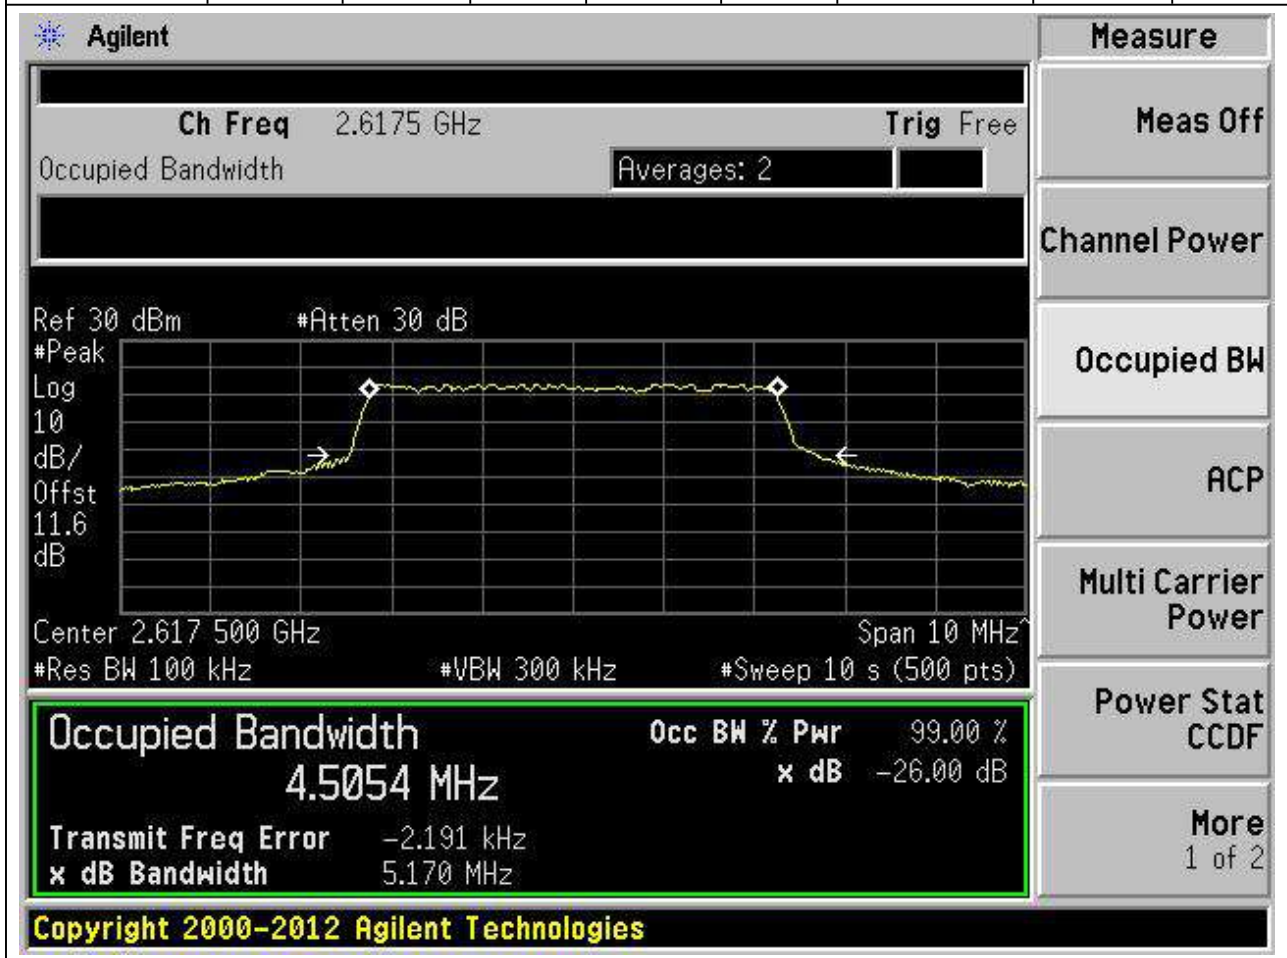 Agilent
Measure
Ch Freq 2.6175 GHz Trig Free
Meas Off
Occupied Bandwidth Averages: 2
Channel Power
Ref 30 dBm #Atten 30 dB
#Peak
Log
10
dB/
Offst
11.6
dB
Occupied BW
ACP
Multi Carrier
Power
Center 2.617 500 GHz Span 10 MHz^
#Res BW 100 kHz #VBW 300 kHz #Sweep 10 s (500 pts)
Power Stat
CCDF
Occupied Bandwidth Occ BW % Pwr 99.00 %
4.5054 MHz x dB -26.00 dB
Transmit Freq Error -2.191 kHz
x dB Bandwidth 5.170 MHz
More
1 of 2
Copyright 2000-2012 Agilent Technologies